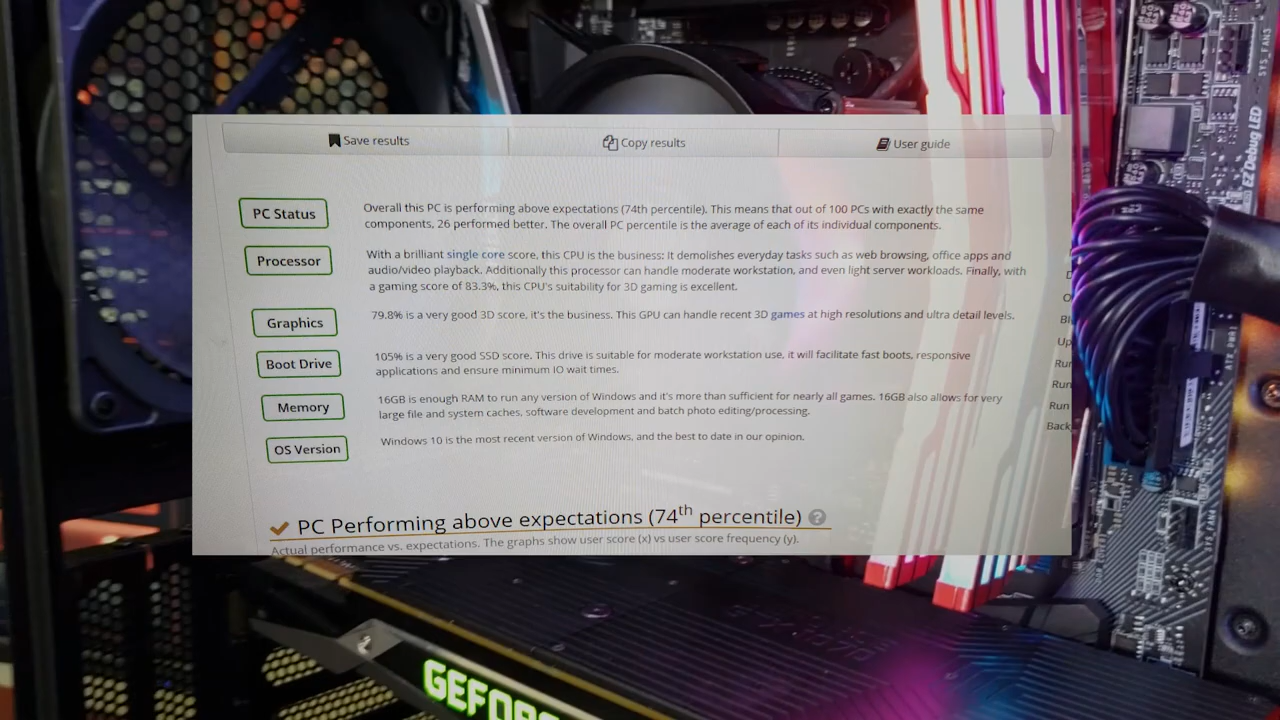 Save results
Copy results
User guide
PC Status
Overall this PC is performing above expectations (74th percentile). This means that out of 100 PCs with exactly the same
components, 26 performed better. The overall PC percentile is the average of each of its individual components.
Processor
With a brilliant single core score, this CPU is the business: It demolishes everyday tasks such as web browsing, office apps and
audio/video playback. Additionally this processor can handle moderate workstation, and even light server workloads. Finally, with
a gaming score of 83.3%, this CPU's suitability for 3D gaming is excellent.
Graphics
79.8% is a very good 3D score, it's the business. This GPU can handle recent 3D games at high resolutions and ultra detail levels.
Boot Drive
105% is a very good SSD score. This drive is suitable for moderate workstation use, it will facilitate fast boots, responsive
applications and ensure minimum IO wait times.
Memory
16GB is enough RAM to run any version of Windows and it's more than sufficient for nearly all games. 16GB also allows for very
large file and system caches, software development and batch photo editing/processing.
OS Version
Windows 10 is the most recent version of Windows, and the best to date in our opinion.
Run
Run
Run
Back
PC Performing above expectations (74th percentile)
Actual performance vs. expectations. The graphs show user score (x) vs user score frequency (y).
SYS_FAN3
EZ Debug LED
ATX_PWR1
SYS_FAN4